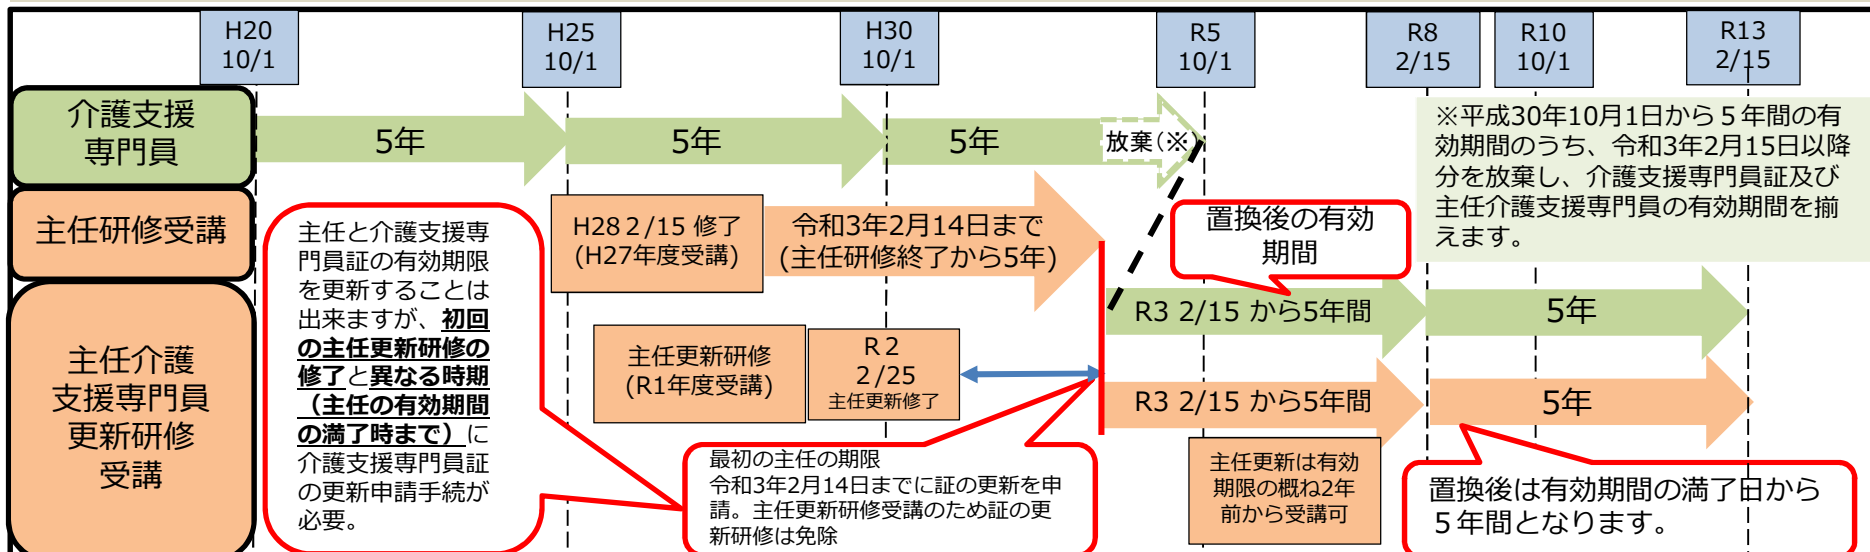 H20
10/1
H25
10/1
H30
10/1
R5
10/1
R8
2/15
R10
10/1
R13
2/15
介護支援
専門員
5年
5年
5年
放棄(※)
※平成30年10月1日から５年間の有
効期間のうち、令和3年2月15日以降
分を放棄し、介護支援専門員証及び
主任介護支援専門員の有効期間を揃
えます。
主任研修受講
H28 2/15 修了
(H27年度受講)
令和3年2月14日まで
(主任研修終了から5年)
置換後の有効
期間
主任と介護支援専
門員証の有効期限
を更新することは
出来ますが、初回
の主任更新研修の
修了と異なる時期
（主任の有効期間
の満了時まで）に
介護支援専門員証
の更新申請手続が
必要。
主任介護
支援専門員
更新研修
受講
主任更新研修
(R1年度受講)
R２
2/25
主任更新修了
R3 2/15 から5年間
5年
R3 2/15 から5年間
5年
最初の主任の期限
令和3年2月14日までに証の更新を申
請。主任更新研修受講のため証の更
新研修は免除
主任更新は有効
期限の概ね2年
前から受講可
置換後は有効期間の満了日から
５年間となります。